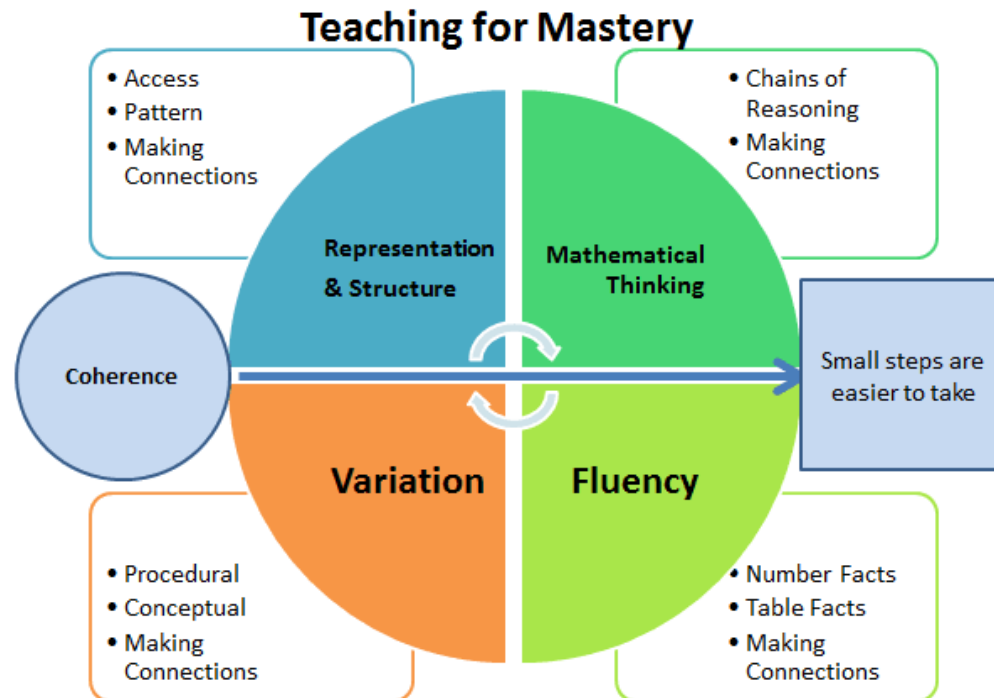 Teaching for Mastery
• Access
• Pattern
• Making
Connections
• Chains of
Reasoning
• Making
Connections
Representation
& Structure
Mathematical
Thinking
Coherence
Small steps are
easier to take
Variation
Fluency
• Procedural
• Conceptual
• Making
Connections
• Number Facts
• Table Facts
• Making
Connections